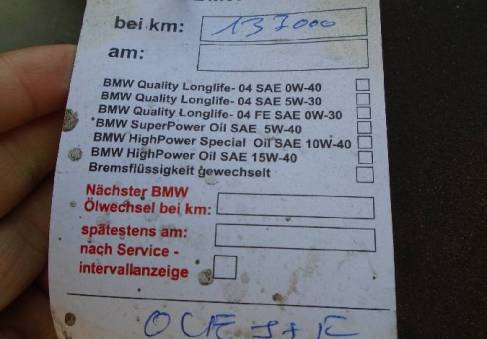 bei km: 137000
am:
BMW Quality Longlife- 04 SAE 0W-40
BMW Quality Longlife- 04 SAE 5W-30
BMW Quality Longlife- 04 FE SAE 0W-30
BMW SuperPower Oil SAE 5W-40
BMW HighPower Special Oil SAE 10W-40
BMW HighPower Oil SAE 15W-40
Bremsflüssigkeit gewechselt
Nächster BMW
Ölwechsel bei km:
spätestens am:
nach Service -
intervallanzeige